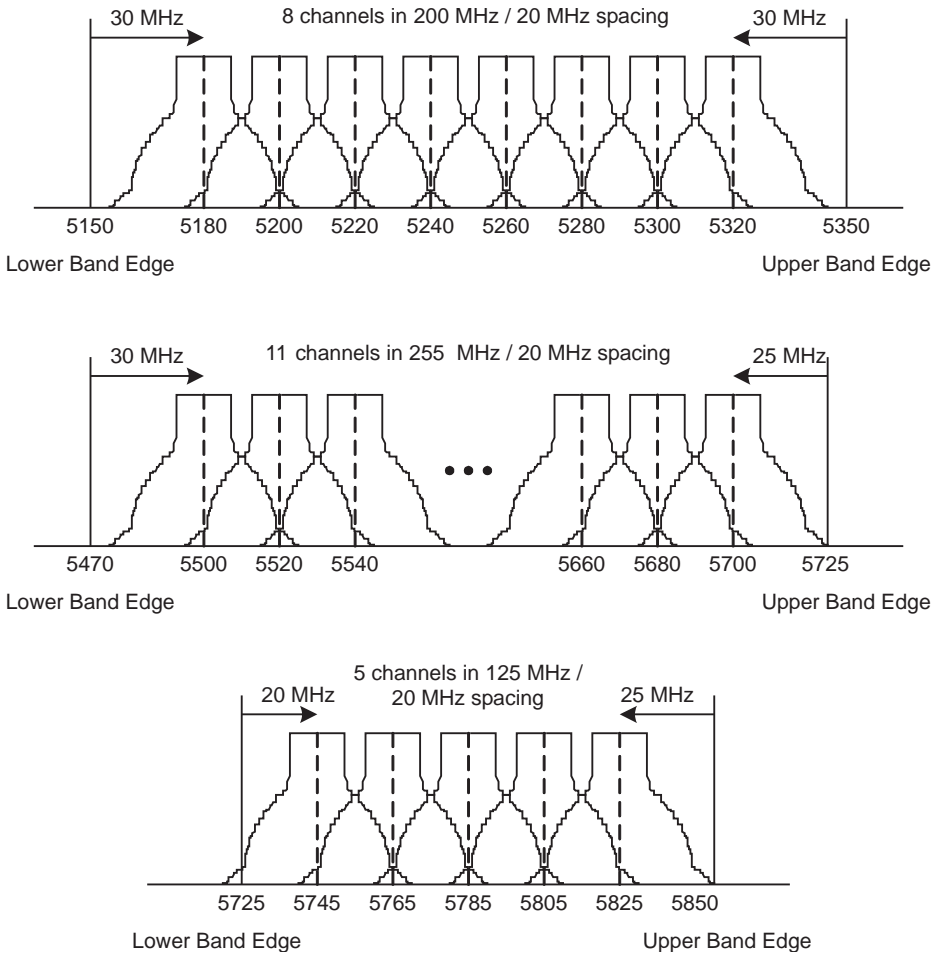 30 MHz 8 channels in 200 MHz / 20 MHz spacing 30 MHz
5150 5180 5200 5220 5240 5260 5280 5300 5320 5350
Lower Band Edge Upper Band Edge
30 MHz 11 channels in 255 MHz / 20 MHz spacing 25 MHz
5470 5500 5520 5540 5660 5680 5700 5725
Lower Band Edge Upper Band Edge
5 channels in 125 MHz /
20 MHz 20 MHz spacing 25 MHz
5725 5745 5765 5785 5805 5825 5850
Lower Band Edge Upper Band Edge